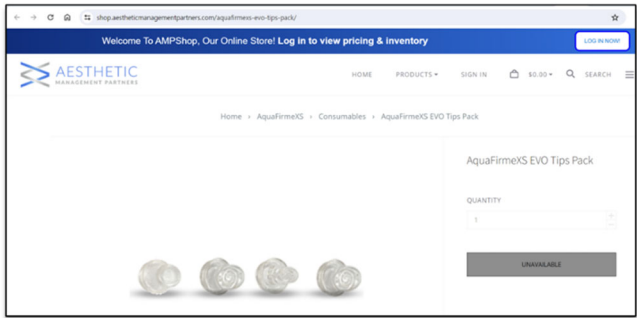 shop.aestheticmanagementpartners.com/aquafirmexs-evo-tips-pack/
Welcome To AMPShop, Our Online Store! Log in to view pricing & inventory
LOG IN NOW!
AESTHETIC
MANAGEMENT PARTNERS
HOME PRODUCTS SIGN IN $0.00 SEARCH
Home › AquaFirmeXS › Consumables › AquaFirmeXS EVO Tips Pack
AquaFirmeXS EVO Tips Pack
QUANTITY
1
UNAVAILABLE